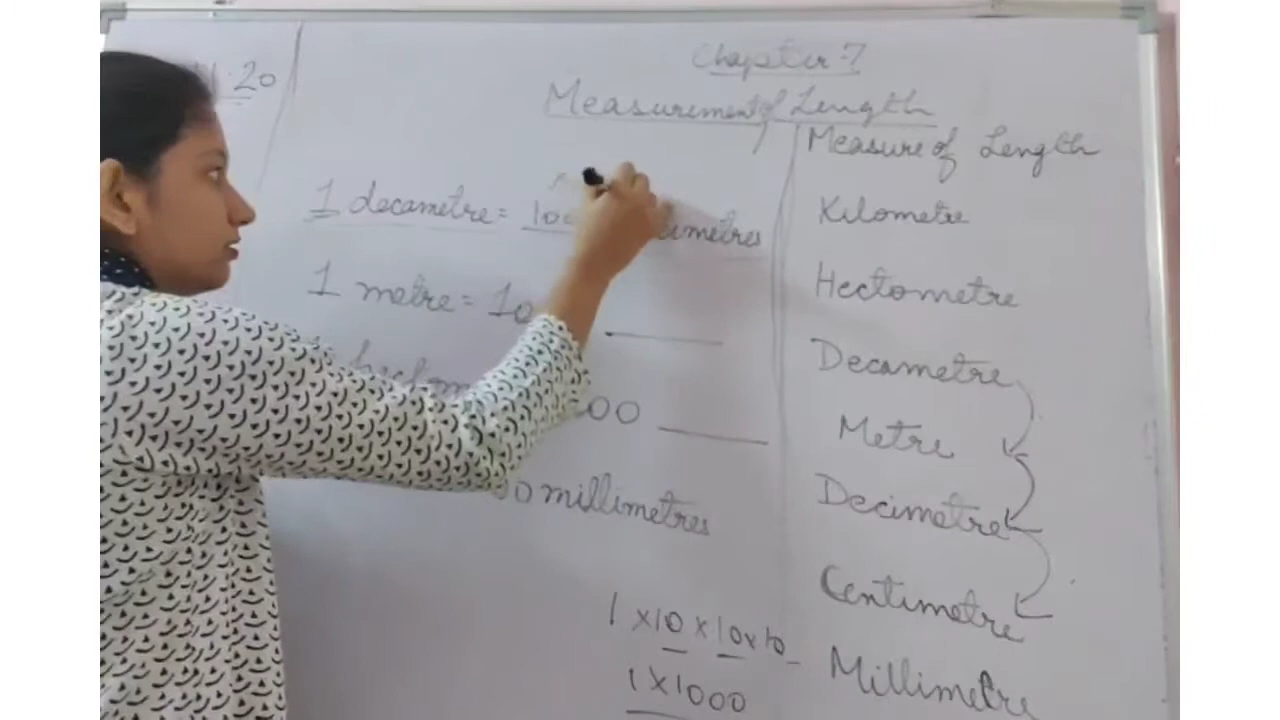 20
Chapter-7
Measurement of Length
1 decametre = 100
1 metre = 10
00
millimetres
1 x 10 x 10 x 10
1 x 1000
Measure of Length
Kilometre
Hectometre
Decametre
Metre
Decimetre
Centimetre
Millimetre